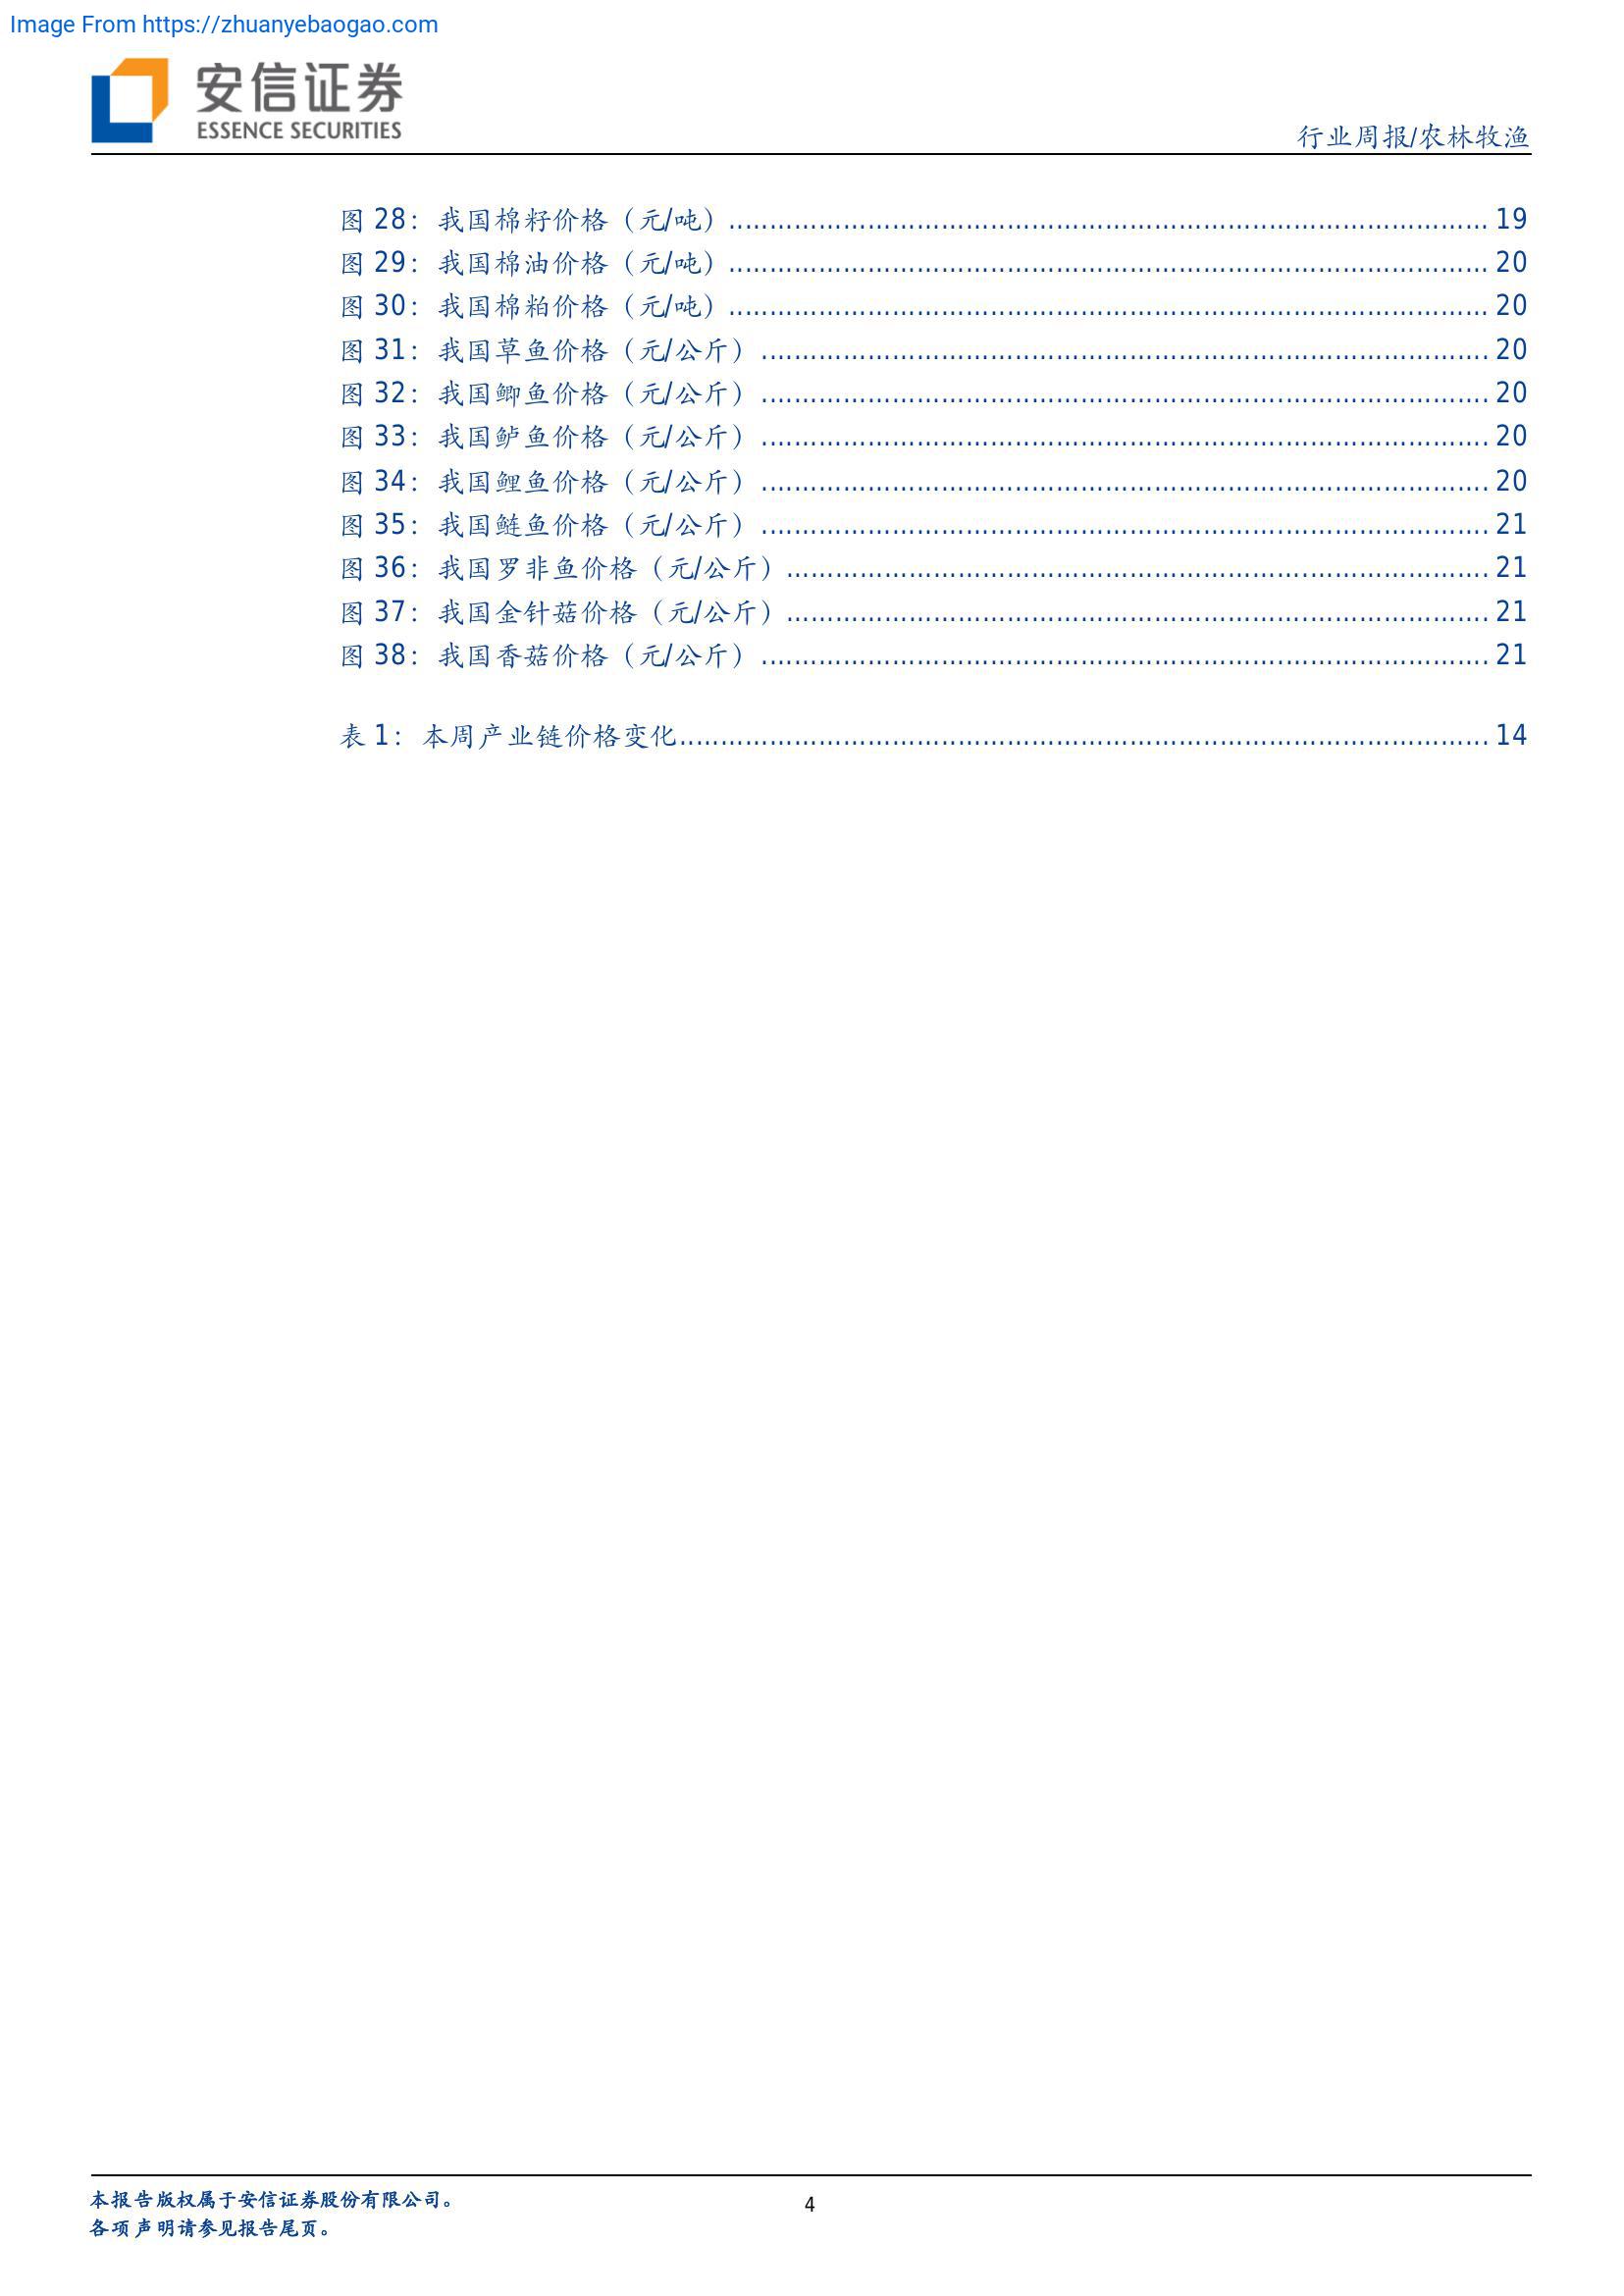 Image From https://zhuanyebaogao.com
安信证券
ESSENCE SECURITIES
行业周报/农林牧渔
图 28：我国棉籽价格（元/吨）............................................................ 19
图 29：我国棉油价格（元/吨）............................................................ 20
图 30：我国棉粕价格（元/吨）............................................................ 20
图 31：我国草鱼价格（元/公斤）............................................................ 20
图 32：我国鲫鱼价格（元/公斤）............................................................ 20
图 33：我国鲈鱼价格（元/公斤）............................................................ 20
图 34：我国鲤鱼价格（元/公斤）............................................................ 20
图 35：我国鲢鱼价格（元/公斤）............................................................ 21
图 36：我国罗非鱼价格（元/公斤）............................................................ 21
图 37：我国金针菇价格（元/公斤）............................................................ 21
图 38：我国香菇价格（元/公斤）............................................................ 21
表 1：本周产业链价格变化............................................................ 14
本报告版权属于安信证券股份有限公司。
各项声明请参见报告尾页。
4